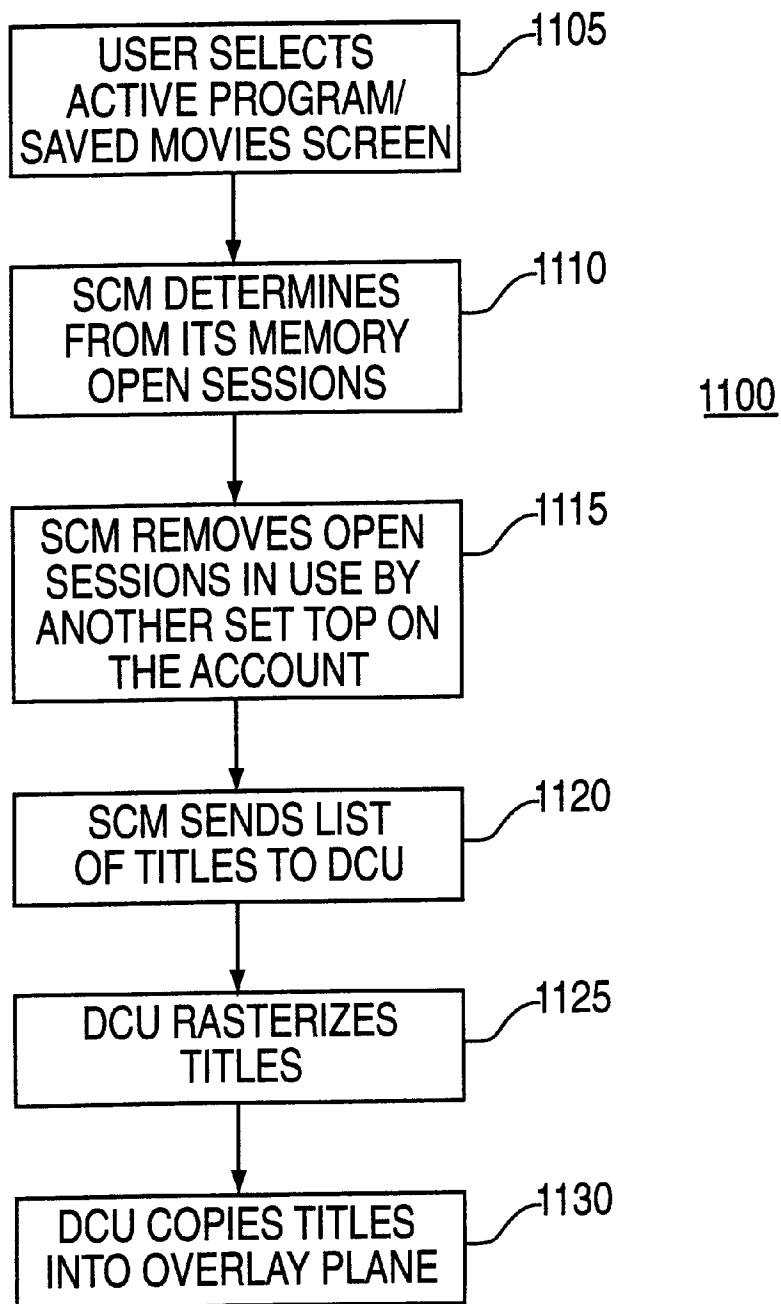 USER SELECTS
ACTIVE PROGRAM/
SAVED MOVIES SCREEN
1105
SCM DETERMINES
FROM ITS MEMORY
OPEN SESSIONS
1110
1100
SCM REMOVES OPEN
SESSIONS IN USE BY
ANOTHER SET TOP ON
THE ACCOUNT
1115
SCM SENDS LIST
OF TITLES TO DCU
1120
DCU RASTERIZES
TITLES
1125
DCU COPIES TITLES
INTO OVERLAY PLANE
1130